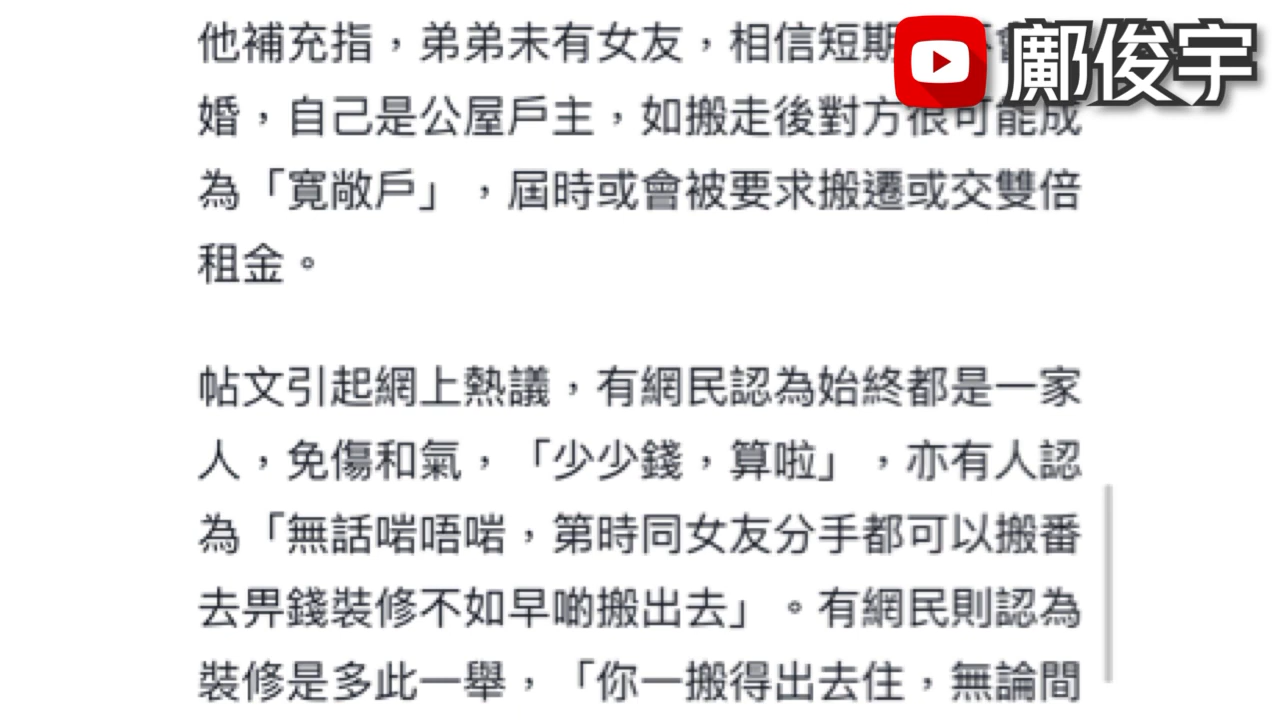 他補充指，弟弟未有女友，相信短期
鄺俊宇
婚，自己是公屋戶主，如搬走後對方很可能成
為「寬敞戶」，屆時或會被要求搬遷或交雙倍
租金。
帖文引起網上熱議，有網民認為始終都是一家
人，免傷和氣，「少少錢，算啦」，亦有人認
為「無話啱唔啱，第時同女友分手都可以搬番
去畀錢裝修不如早啲搬出去」。有網民則認為
裝修是多此一舉，「你一搬得出去住，無論間